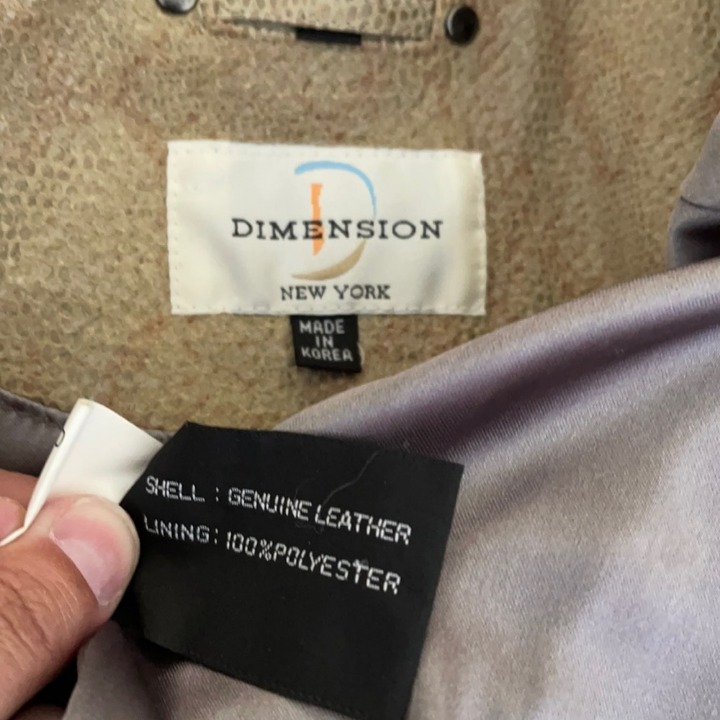 DIMENSION
NEW YORK
MADE
IN
KOREA
SHELL : GENUINE LEATHER
LINING: 100%POLYESTER